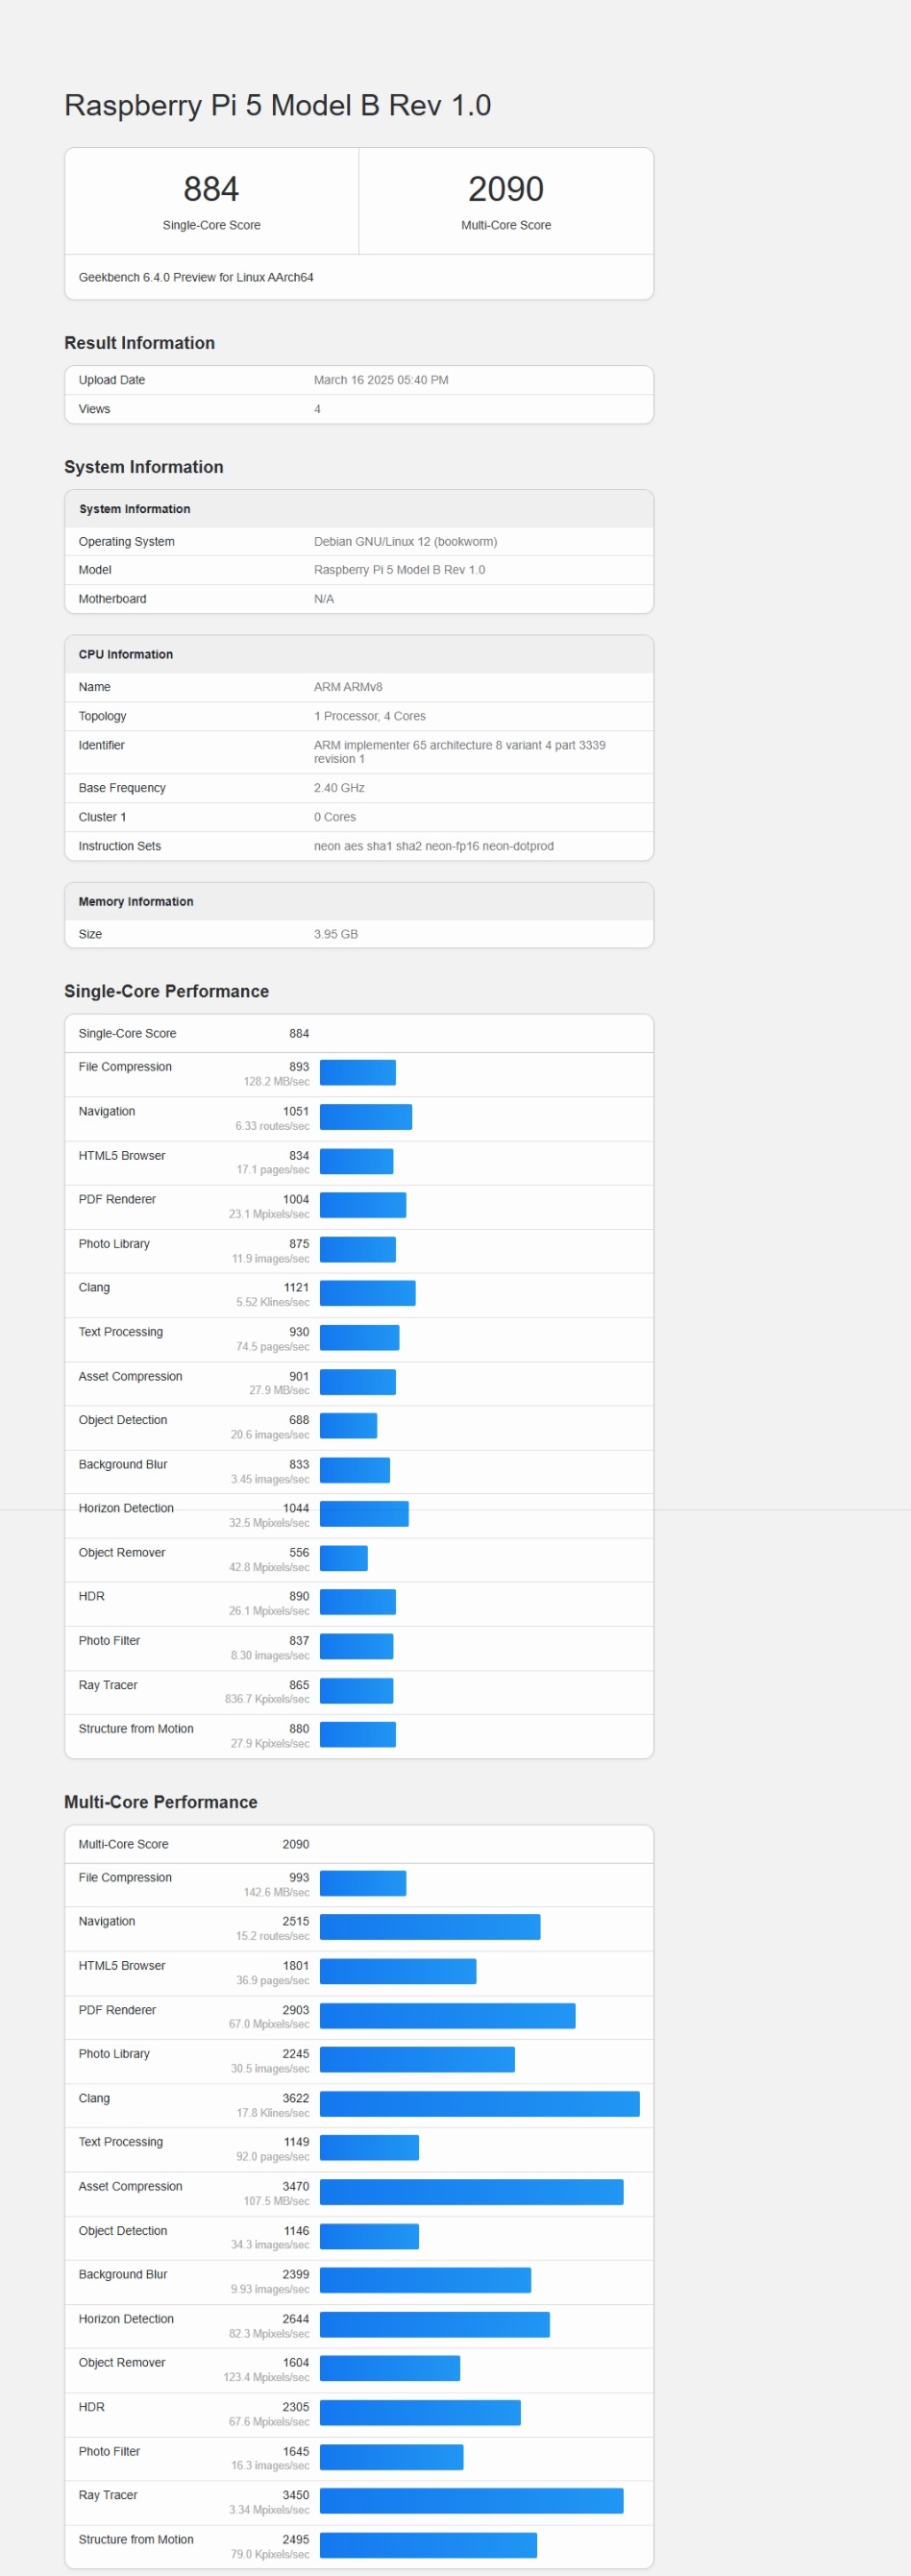 Raspberry Pi 5 Model B Rev 1.0
884 2090
Single-Core Score Multi-Core Score
Geekbench 6.4.0 Preview for Linux AArch64
Result Information
Upload Date March 16 2025 05:40 PM
Views 4
System Information
System Information
Operating System Debian GNU/Linux 12 (bookworm)
Model Raspberry Pi 5 Model B Rev 1.0
Motherboard N/A
CPU Information
Name ARM ARMv8
Topology 1 Processor, 4 Cores
Identifier ARM implementer 65 architecture 8 variant 4 part 3339
revision 1
Base Frequency 2.40 GHz
Cluster 1 0 Cores
Instruction Sets neon aes sha1 sha2 neon-fp16 neon-dotprod
Memory Information
Size 3.95 GB
Single-Core Performance
Single-Core Score 884
File Compression 893
128.2 MB/sec
Navigation 1051
6.33 routes/sec
HTML5 Browser 834
17.1 pages/sec
PDF Renderer 1004
23.1 Mpixels/sec
Photo Library 875
11.9 images/sec
Clang 1121
5.52 Klines/sec
Text Processing 930
74.5 pages/sec
Asset Compression 901
27.9 MB/sec
Object Detection 688
20.6 images/sec
Background Blur 833
3.45 images/sec
Horizon Detection 1044
32.5 Mpixels/sec
Object Remover 556
42.8 Mpixels/sec
HDR 890
26.1 Mpixels/sec
Photo Filter 837
8.30 images/sec
Ray Tracer 865
836.7 Kpixels/sec
Structure from Motion 880
27.9 Kpixels/sec
Multi-Core Performance
Multi-Core Score 2090
File Compression 993
142.6 MB/sec
Navigation 2515
15.2 routes/sec
HTML5 Browser 1801
36.9 pages/sec
PDF Renderer 2903
67.0 Mpixels/sec
Photo Library 2245
30.5 images/sec
Clang 3622
17.8 Klines/sec
Text Processing 1149
92.0 pages/sec
Asset Compression 3470
107.5 MB/sec
Object Detection 1146
34.3 images/sec
Background Blur 2399
9.93 images/sec
Horizon Detection 2644
82.3 Mpixels/sec
Object Remover 1604
123.4 Mpixels/sec
HDR 2305
67.6 Mpixels/sec
Photo Filter 1645
16.3 images/sec
Ray Tracer 3450
3.34 Mpixels/sec
Structure from Motion 2495
79.0 Kpixels/sec